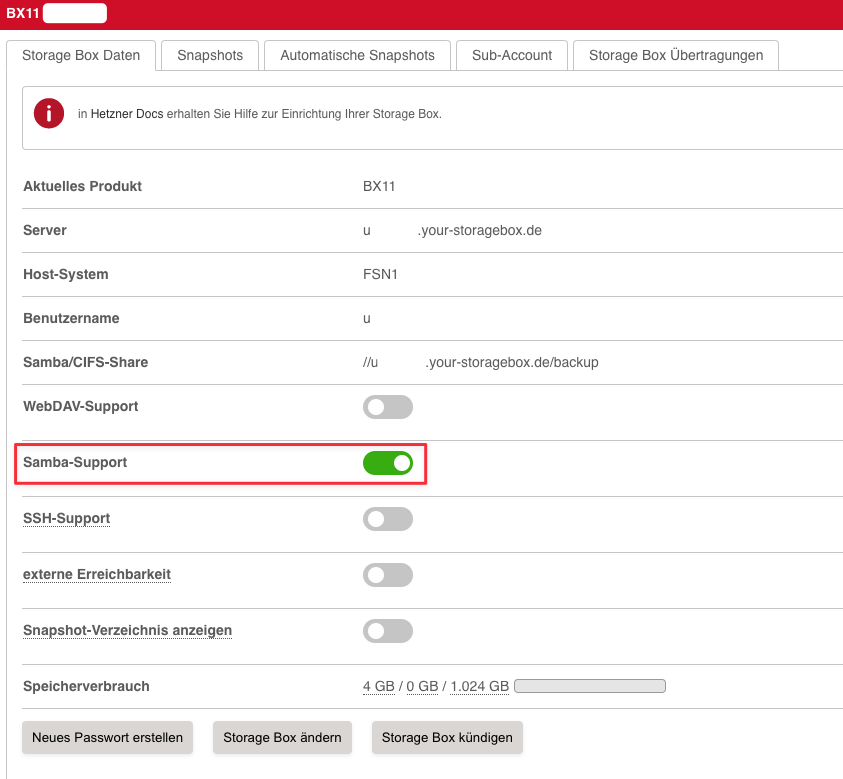 BX11
Storage Box Daten
Snapshots
Automatische Snapshots
Sub-Account
Storage Box Übertragungen
in Hetzner Docs erhalten Sie Hilfe zur Einrichtung Ihrer Storage Box.
Aktuelles Produkt BX11
Server u .your-storagebox.de
Host-System FSN1
Benutzername u
Samba/CIFS-Share //u .your-storagebox.de/backup
WebDAV-Support
Samba-Support
SSH-Support
externe Erreichbarkeit
Snapshot-Verzeichnis anzeigen
Speicherverbrauch 4 GB / 0 GB / 1.024 GB
Neues Passwort erstellen
Storage Box ändern
Storage Box kündigen